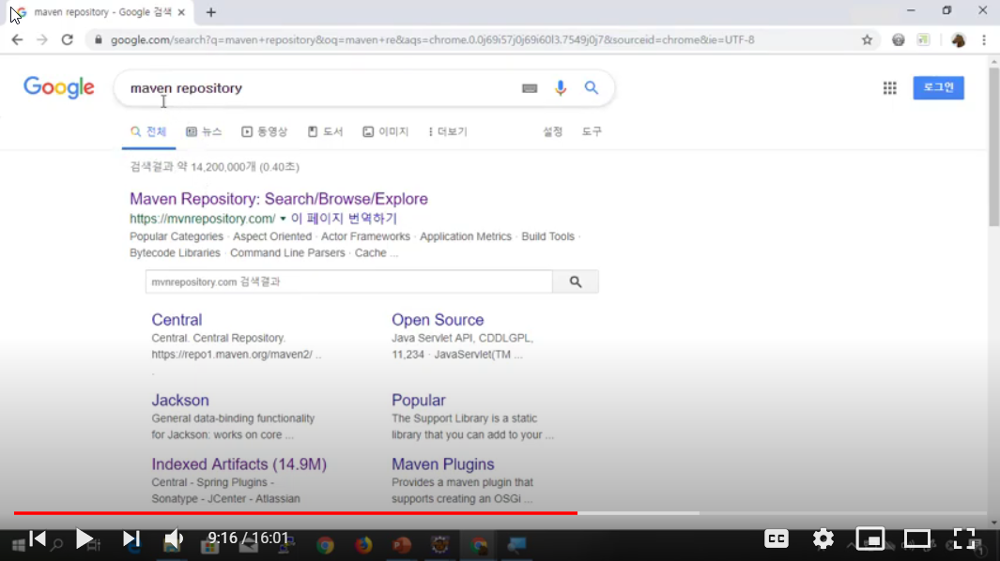 maven repository - Google 검색
google.com/search?q=maven+repository&oq=maven+re&aqs=chrome.0.0j69i57j0j69i60l3.7549j0j7&sourceid=chrome&ie=UTF-8
Google
maven repository
로그인
전체 뉴스 동영상 도서 이미지 더보기 설정 도구
검색결과 약 14,200,000개 (0.40초)
Maven Repository: Search/Browse/Explore
https://mvnrepository.com/ ▾ 이 페이지 번역하기
Popular Categories · Aspect Oriented · Actor Frameworks · Application Metrics · Build Tools ·
Bytecode Libraries · Command Line Parsers · Cache ...
mvnrepository.com 검색결과
Central
Central. Central Repository.
https://repo1.maven.org/maven2/ ..
.
Open Source
Java Servlet API, CDDLGPL,
11,234 · JavaServlet(TM ...
Jackson
General data-binding functionality
for Jackson: works on core ...
Popular
The Support Library is a static
library that you can add to your ...
Indexed Artifacts (14.9M)
Central - Spring Plugins -
Sonatype - JCenter - Atlassian
Maven Plugins
Provides a maven plugin that
supports creating an OSGi ...
9:16 / 16:01
CC